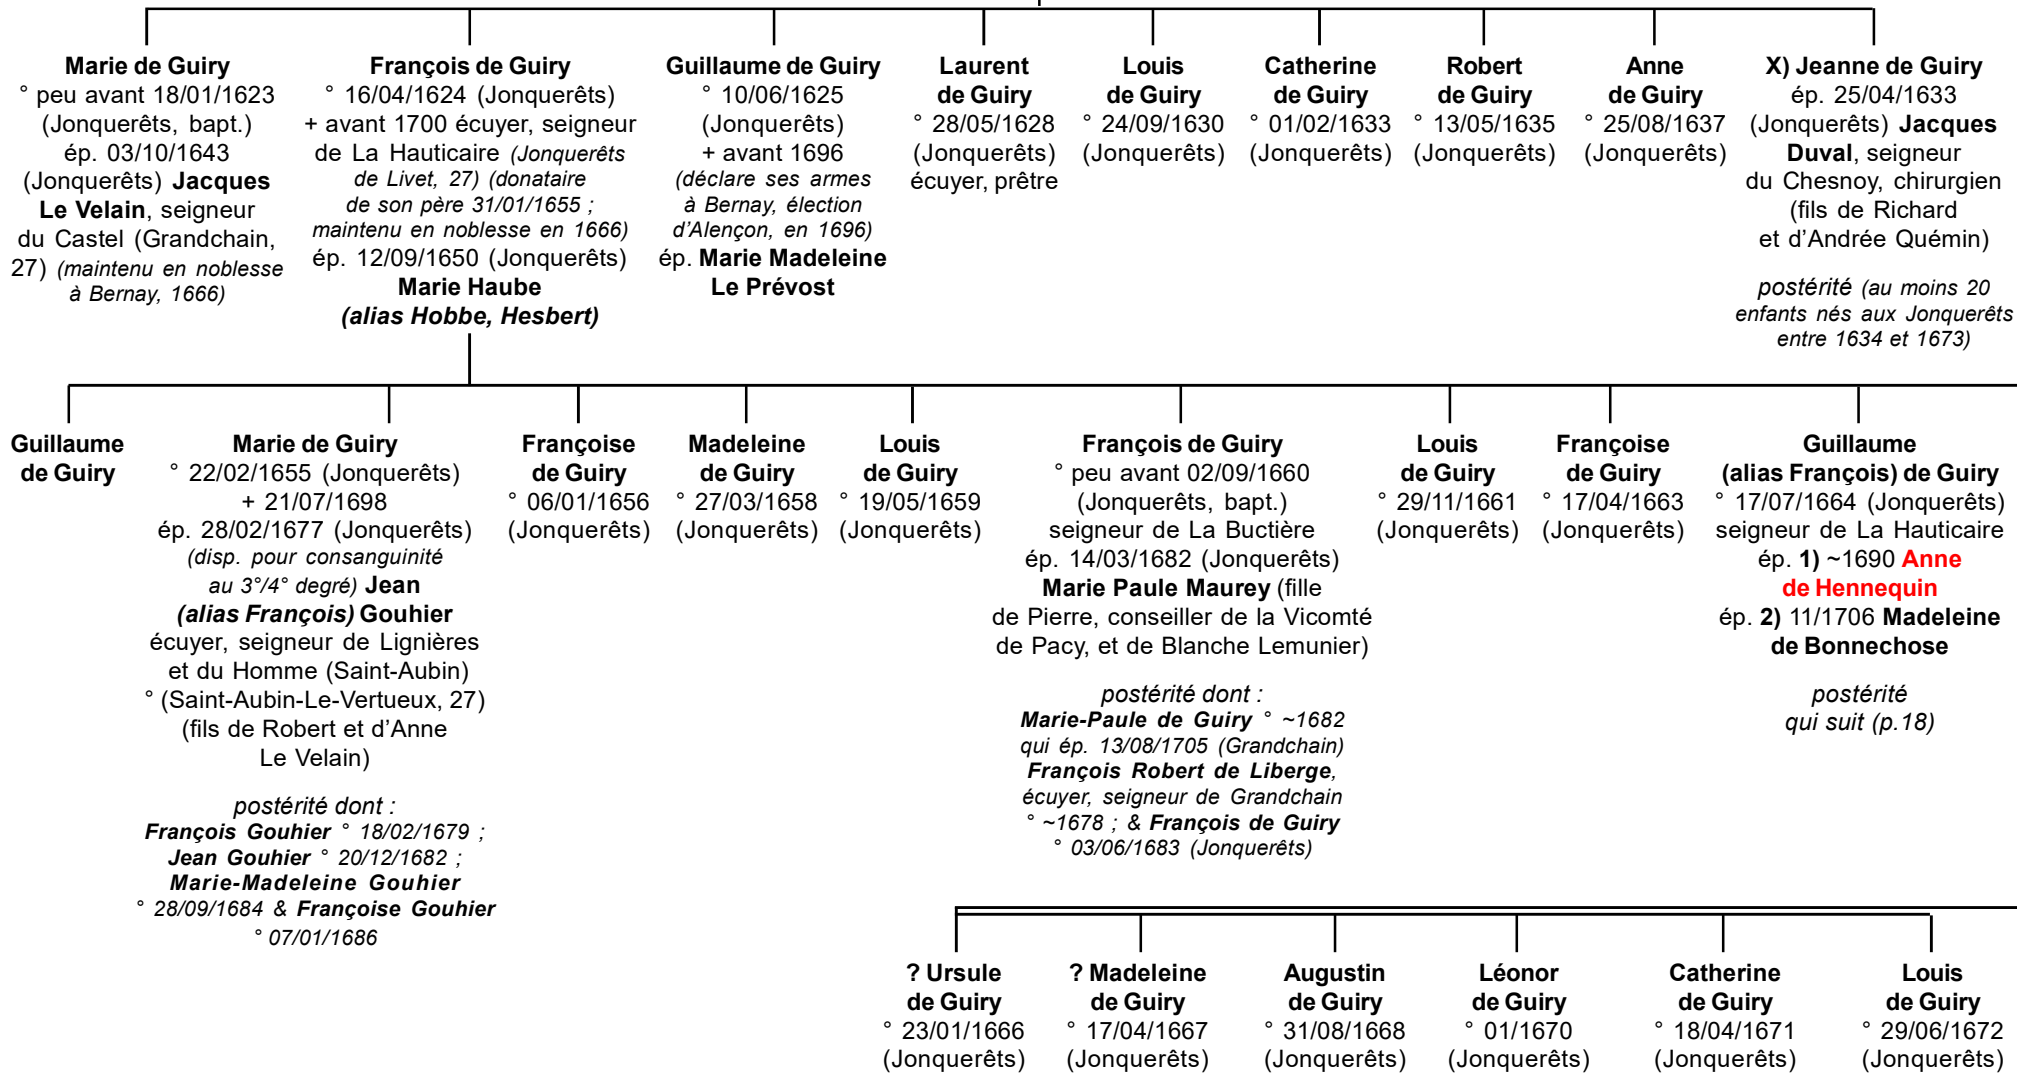 Marie de Guiry
° peu avant 18/01/1623
(Jonquerêts, bapt.)
ép. 03/10/1643
(Jonquerêts) Jacques
Le Velain, seigneur
du Castel (Grandchain,
27) (maintenu en noblesse
à Bernay, 1666)
François de Guiry
° 16/04/1624 (Jonquerêts)
+ avant 1700 écuyer, seigneur
de La Hauticaire (Jonquerêts
de Livet, 27) (donataire
de son père 31/01/1655 ;
maintenu en noblesse en 1666)
ép. 12/09/1650 (Jonquerêts)
Marie Haube
(alias Hobbe, Hesbert)
Guillaume de Guiry
° 10/06/1625
(Jonquerêts)
+ avant 1696
(déclare ses armes
à Bernay, élection
d'Alençon, en 1696)
ép. Marie Madeleine
Le Prévost
Laurent
de Guiry
° 28/05/1628
(Jonquerêts)
écuyer, prêtre
Louis
de Guiry
° 24/09/1630
(Jonquerêts)
Catherine
de Guiry
° 01/02/1633
(Jonquerêts)
Robert
de Guiry
° 13/05/1635
(Jonquerêts)
Anne
de Guiry
° 25/08/1637
(Jonquerêts)
X) Jeanne de Guiry
ép. 25/04/1633
(Jonquerêts) Jacques
Duval, seigneur
du Chesnoy, chirurgien
(fils de Richard
et d'Andrée Quémin)
postérité (au moins 20
enfants nés aux Jonquerêts
entre 1634 et 1673)
Guillaume
de Guiry
Marie de Guiry
° 22/02/1655 (Jonquerêts)
+ 21/07/1698
ép. 28/02/1677 (Jonquerêts)
(disp. pour consanguinité
au 3°/4° degré) Jean
(alias François) Gouhier
écuyer, seigneur de Lignières
et du Homme (Saint-Aubin)
° (Saint-Aubin-Le-Vertueux, 27)
(fils de Robert et d'Anne
Le Velain)
postérité dont :
François Gouhier ° 18/02/1679 ;
Jean Gouhier ° 20/12/1682 ;
Marie-Madeleine Gouhier
° 28/09/1684 & Françoise Gouhier
° 07/01/1686
Françoise
de Guiry
° 06/01/1656
(Jonquerêts)
Madeleine
de Guiry
° 27/03/1658
(Jonquerêts)
Louis
de Guiry
° 19/05/1659
(Jonquerêts)
François de Guiry
° peu avant 02/09/1660
(Jonquerêts, bapt.)
seigneur de La Buctière
ép. 14/03/1682 (Jonquerêts)
Marie Paule Maurey (fille
de Pierre, conseiller de la Vicomté
de Pacy, et de Blanche Lemunier)
postérité dont :
Marie-Paule de Guiry ° ~1682
qui ép. 13/08/1705 (Grandchain)
François Robert de Liberge,
écuyer, seigneur de Grandchain
° ~1678 ; & François de Guiry
° 03/06/1683 (Jonquerêts)
Louis
de Guiry
° 29/11/1661
(Jonquerêts)
Françoise
de Guiry
° 17/04/1663
(Jonquerêts)
Guillaume
(alias François) de Guiry
° 17/07/1664 (Jonquerêts)
seigneur de La Hauticaire
ép. 1) ~1690 Anne
de Hennequin
ép. 2) 11/1706 Madeleine
de Bonnechose
postérité
qui suit (p.18)
? Ursule
de Guiry
° 23/01/1666
(Jonquerêts)
? Madeleine
de Guiry
° 17/04/1667
(Jonquerêts)
Augustin
de Guiry
° 31/08/1668
(Jonquerêts)
Léonor
de Guiry
° 01/1670
(Jonquerêts)
Catherine
de Guiry
° 18/04/1671
(Jonquerêts)
Louis
de Guiry
° 29/06/1672
(Jonquerêts)